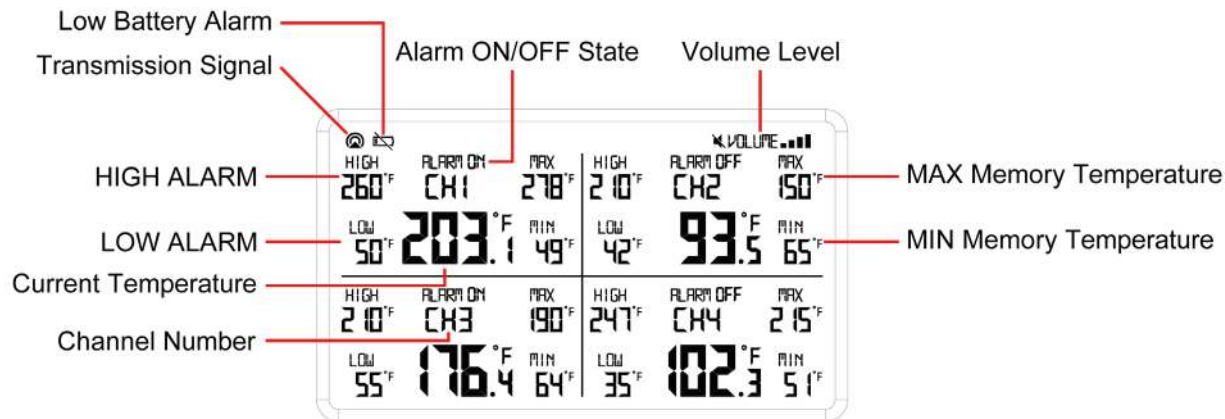 Low Battery Alarm
Transmission Signal
Alarm ON/OFF State
Volume Level
VOLUME
HIGH ALARM ON MAX HIGH ALARM OFF MAX
HIGH ALARM 260°F CH1 278°F 210°F CH2 150°F MAX Memory Temperature
LOW °F MIN LOW °F MIN
LOW ALARM 50°F 203.1 49°F 42°F 93.5 65°F MIN Memory Temperature
Current Temperature
HIGH ALARM ON MAX HIGH ALARM OFF MAX
210°F CH3 190°F 247°F CH4 215°F
Channel Number
LOW °F MIN LOW °F MIN
55°F 176.4 64°F 35°F 102.3 51°F